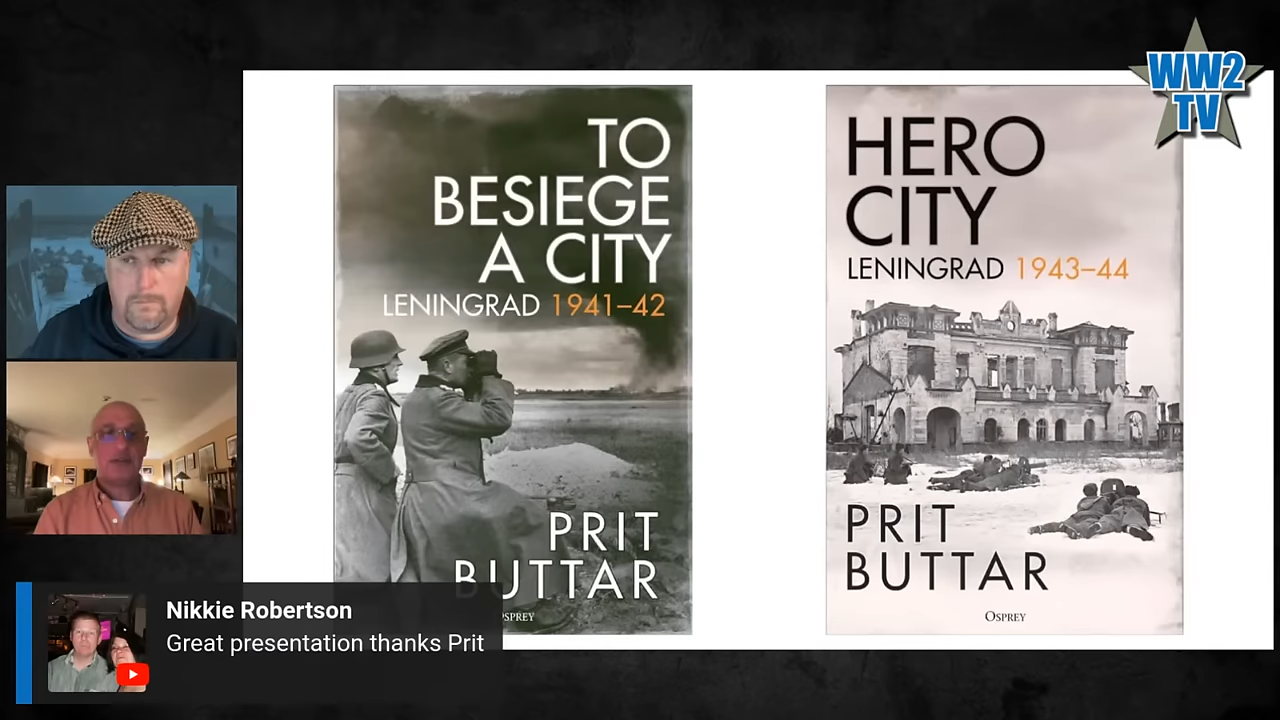 WW2
TV
TO
BESIEGE
A CITY
LENINGRAD 1941–42
PRIT
BUTTAR
HERO
CITY
LENINGRAD 1943–44
PRIT
BUTTAR
OSPREY
Nikkie Robertson
Great presentation thanks Prit